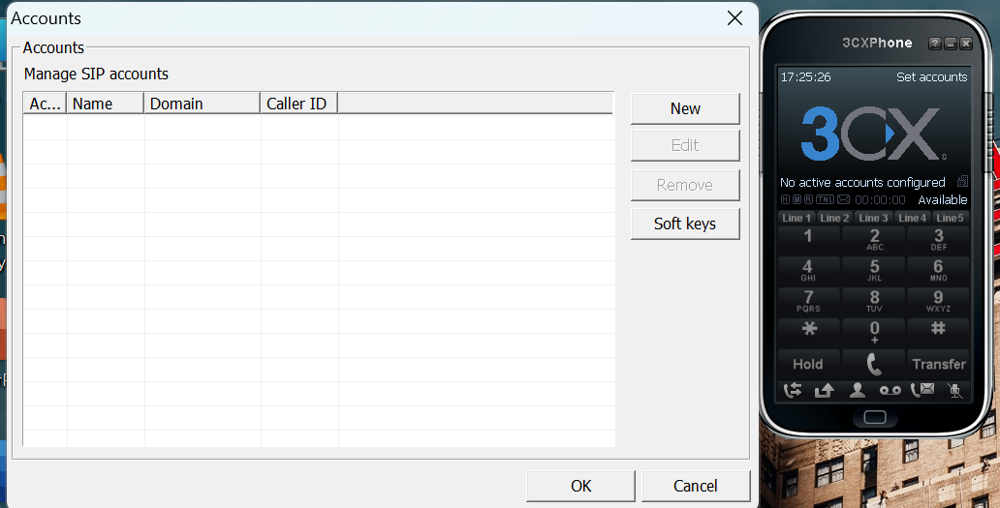 Accounts
Accounts
Manage SIP accounts
Ac... Name Domain Caller ID
New
Edit
Remove
Soft keys
OK Cancel
3CXPhone
17:25:26 Set accounts
3CX
No active accounts configured
H M R TNL 00:00:00 Available
Line 1 Line 2 Line 3 Line 4 Line5
1 2 3
ABC DEF
4 5 6
GHI JKL MNO
7 8 9
PQRS TUV WXYZ
* 0 #
+
Hold Transfer